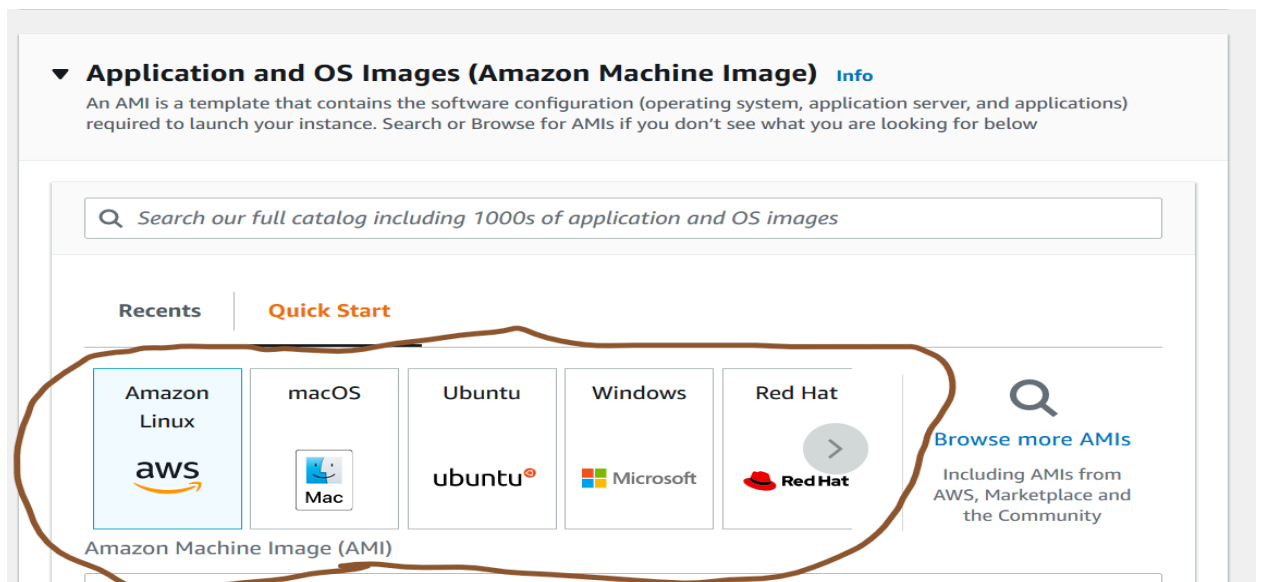 Application and OS Images (Amazon Machine Image) Info
An AMI is a template that contains the software configuration (operating system, application server, and applications)
required to launch your instance. Search or Browse for AMIs if you don't see what you are looking for below
Search our full catalog including 1000s of application and OS images
Recents
Quick Start
Amazon
Linux
aws
macOS
Mac
Ubuntu
ubuntu
Windows
Microsoft
Red Hat
Red Hat
Browse more AMIs
Including AMIs from
AWS, Marketplace and
the Community
Amazon Machine Image (AMI)